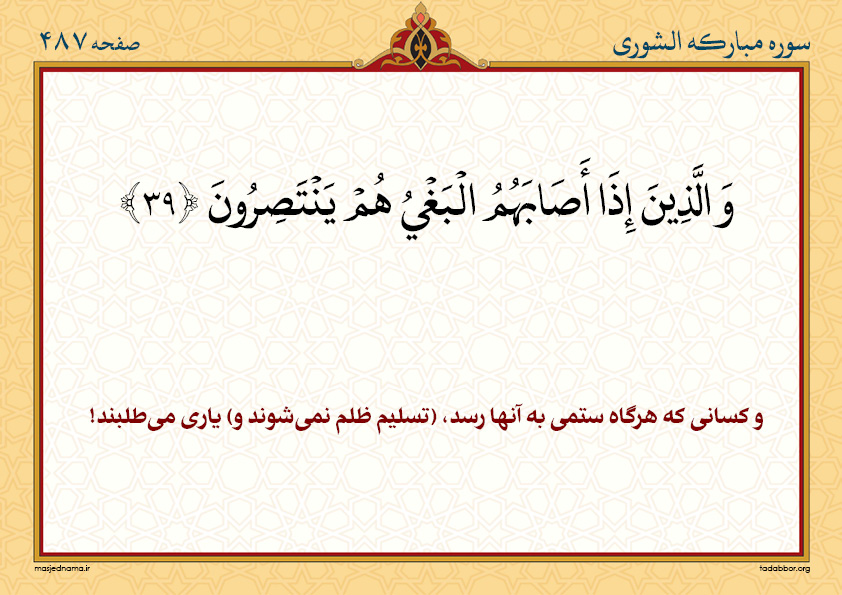 سوره مبارکه الشوری
صفحه ۴۸۷
وَ الَّذِينَ إِذَا أَصَابَهُمُ الْبَغْيُ هُمْ يَنْتَصِرُونَ ﴿۳۹﴾
و کسانی که هرگاه ستمی به آنها رسد، (تسلیم ظلم نمی‌شوند و) یاری می‌طلبند!
masjednama.ir
tadabbor.org